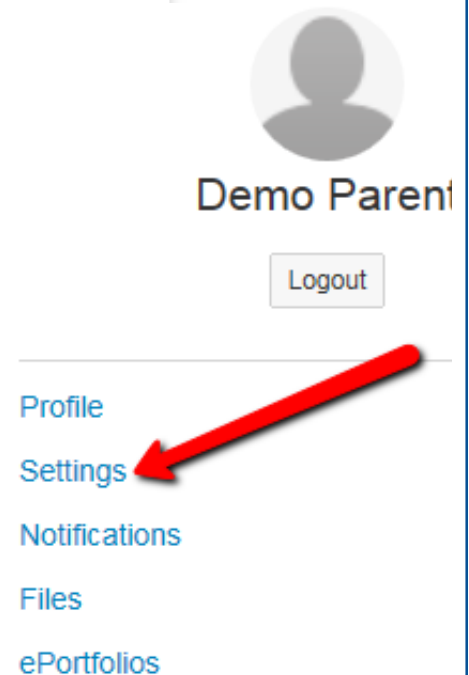 Demo Parent
Logout
Profile
Settings
Notifications
Files
ePortfolios